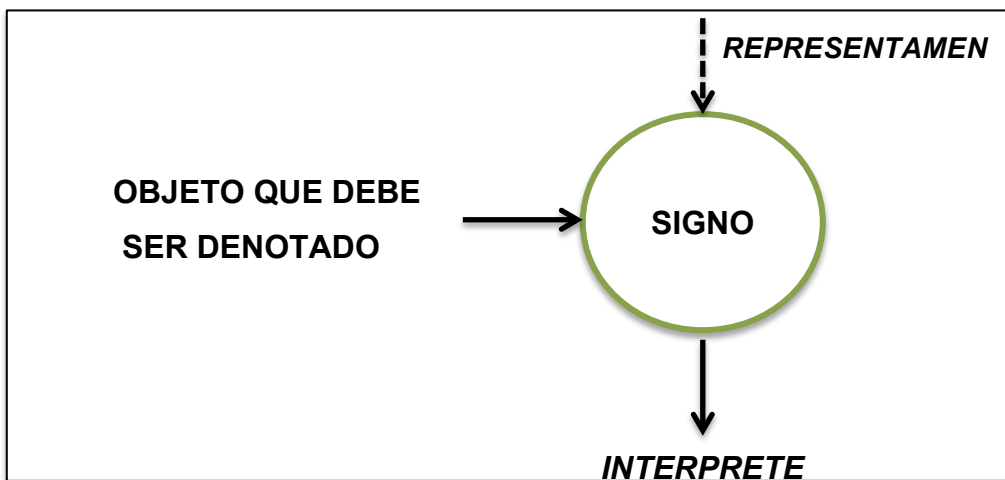 REPRESENTAMEN
OBJETO QUE DEBE
SER DENOTADO
SIGNO
INTERPRETE